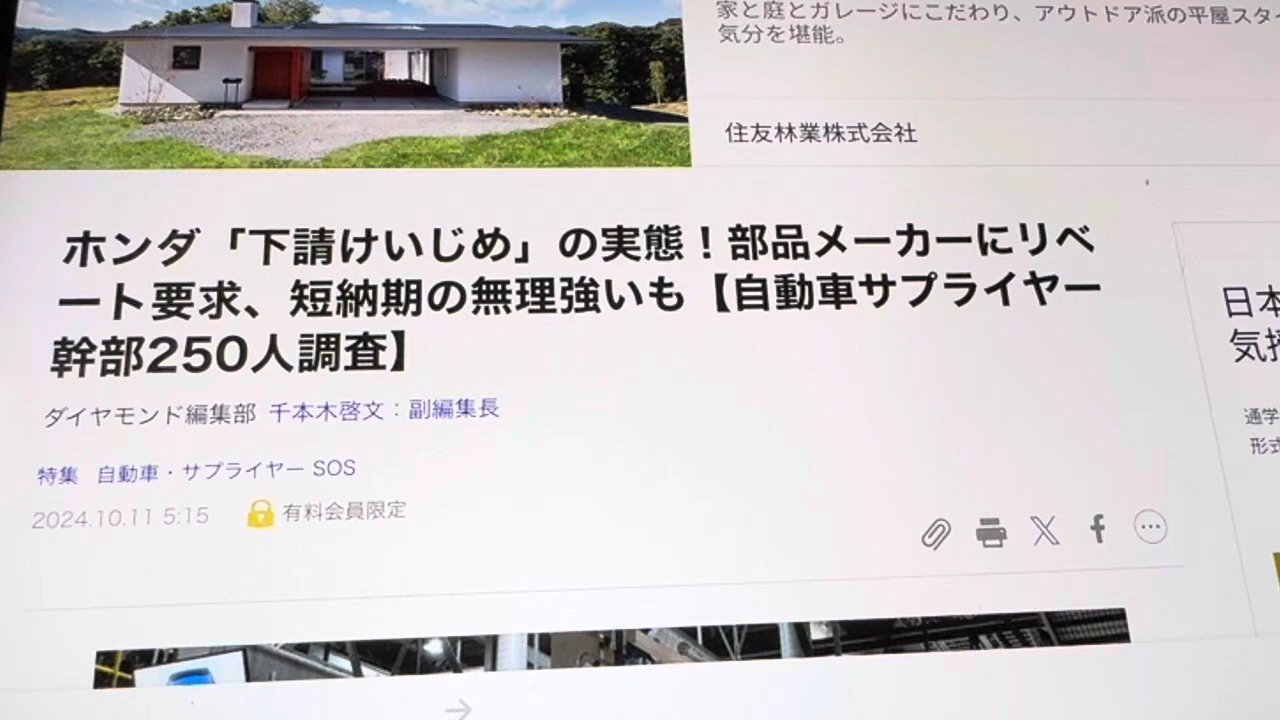 家と庭とガレージにこだわり、アウトドア派の平屋スター
気分を堪能。
住友林業株式会社
ホンダ「下請けいじめ」の実態！部品メーカーにリベ
ート要求、短納期の無理強いも【自動車サプライヤー
幹部250人調査】
ダイヤモンド編集部 千本木啓文：副編集長
特集 自動車・サプライヤー SOS
2024.10.11 5:15 有料会員限定
日本
気持
通学
形式